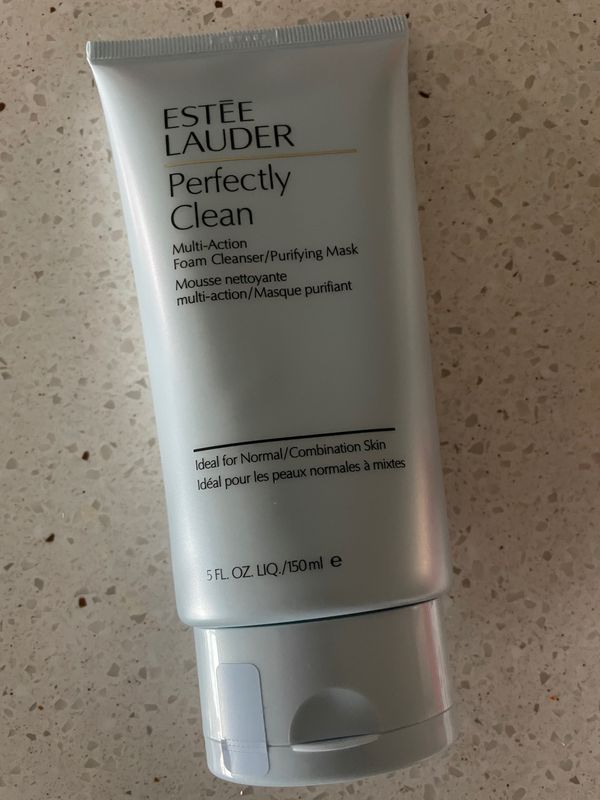 ESTĒE
LAUDER
Perfectly
Clean
Multi-Action
Foam Cleanser/Purifying Mask
Mousse nettoyante
multi-action/Masque purifiant
Ideal for Normal/Combination Skin
Idéal pour les peaux normales à mixtes
5 FL. OZ. LIQ./150 ml ℮